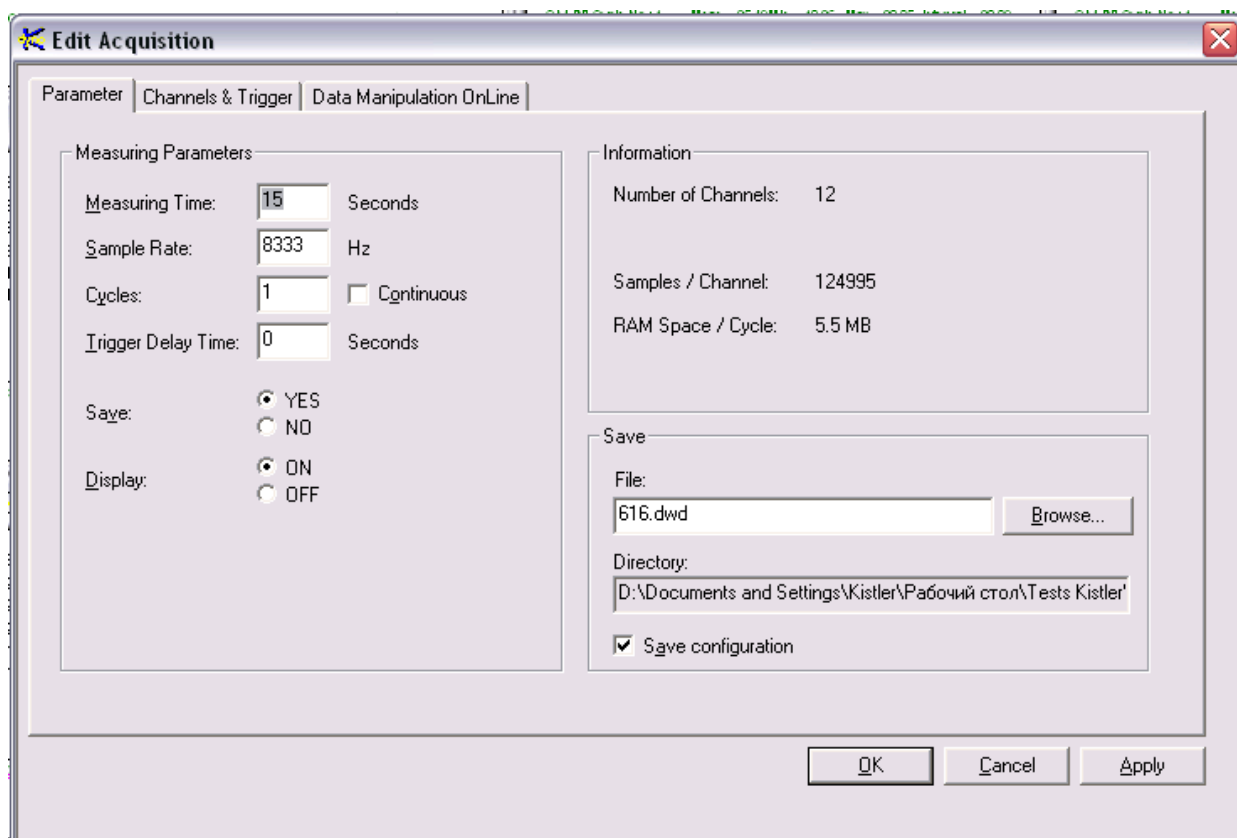 Edit Acquisition
Parameter Channels & Trigger Data Manipulation OnLine
Measuring Parameters
Measuring Time: 15 Seconds
Sample Rate: 8333 Hz
Cycles: 1 Continuous
Trigger Delay Time: 0 Seconds
Save: YES
NO
Display: ON
OFF
Information
Number of Channels: 12
Samples / Channel: 124995
RAM Space / Cycle: 5.5 MB
Save
File:
616.dwd Browse...
Directory:
D:\Documents and Settings\Kistler\Рабочий стол\Tests Kistler
Save configuration
OK Cancel Apply